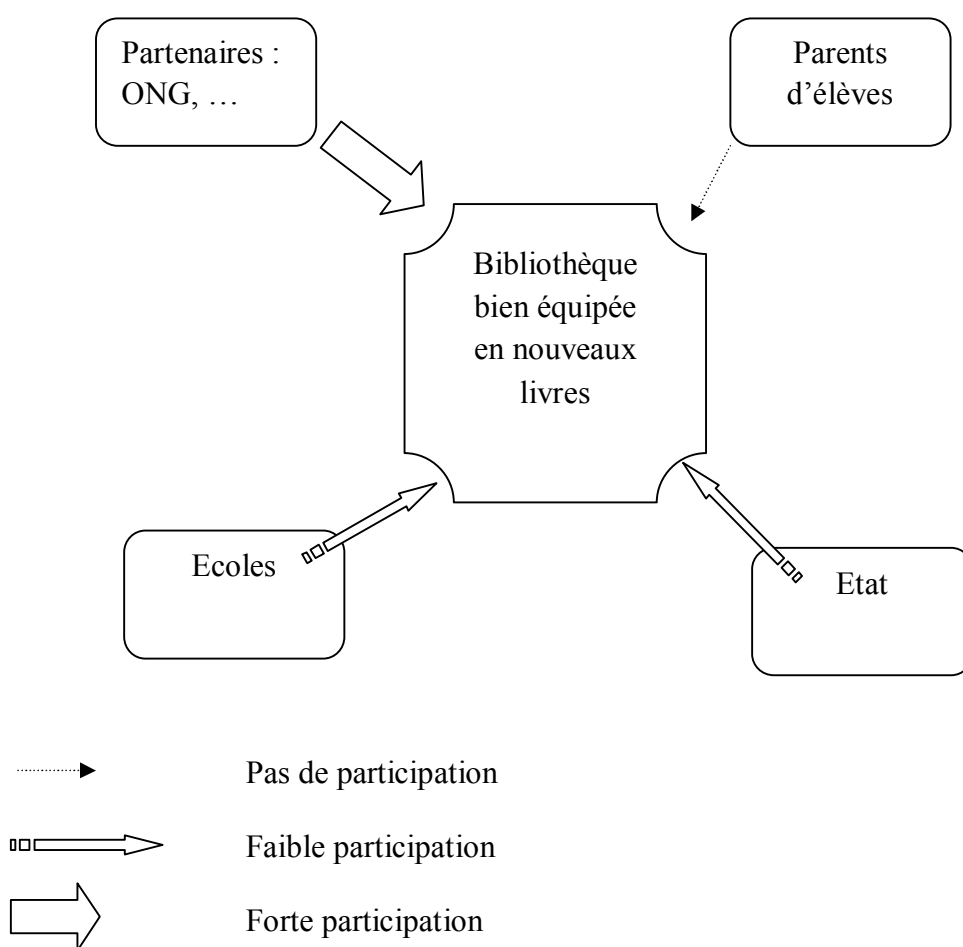 Partenaires :
ONG, …
Parents
d’élèves
Bibliothèque
bien équipée
en nouveaux
livres
Ecoles
Etat
Pas de participation
Faible participation
Forte participation